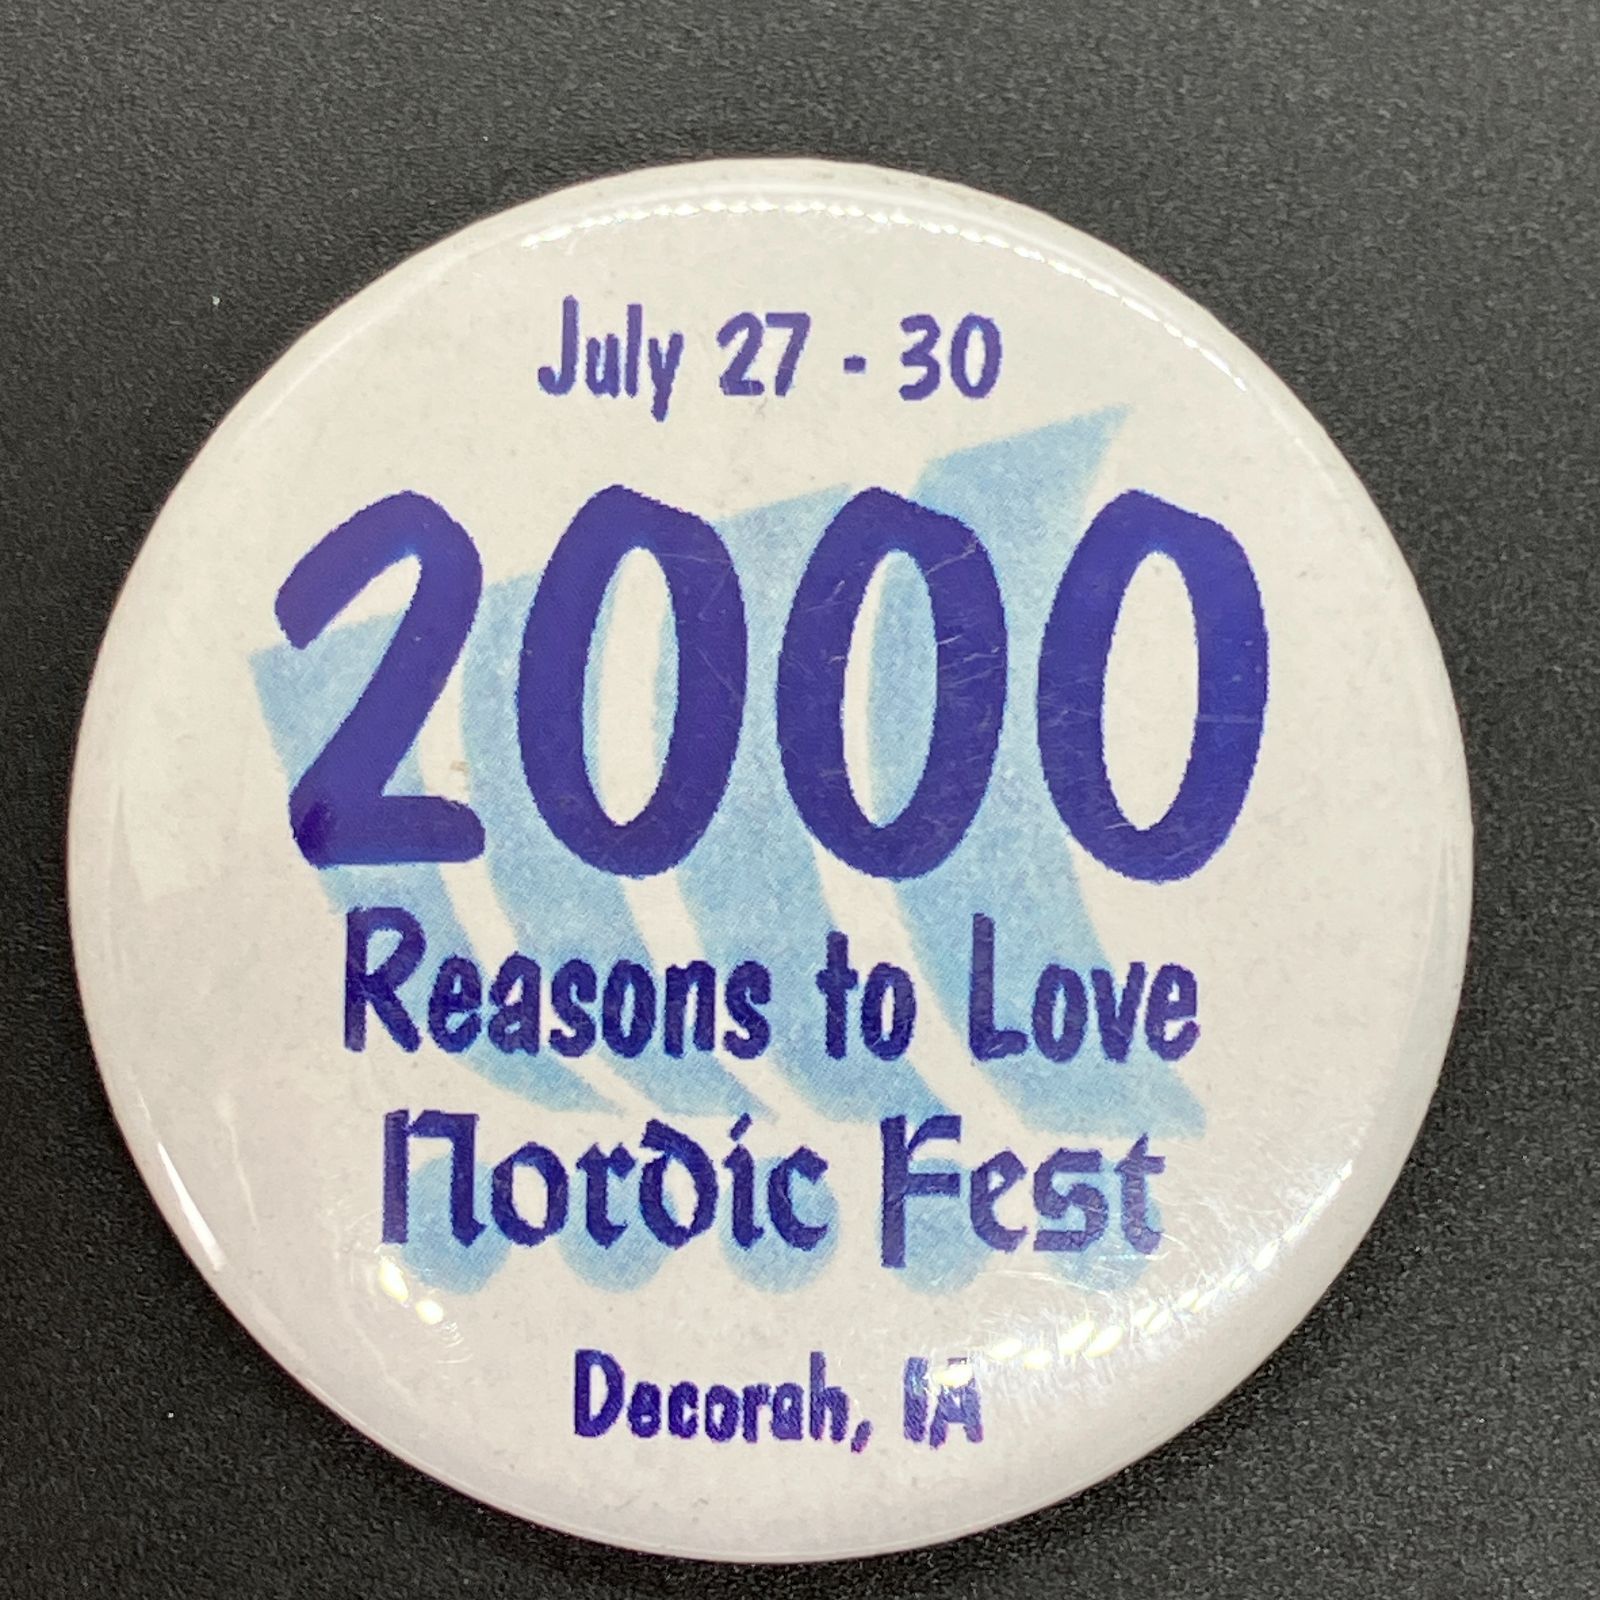 July 27 - 30
2000
Reasons to Love
Nordic Fest
Decorah, IA